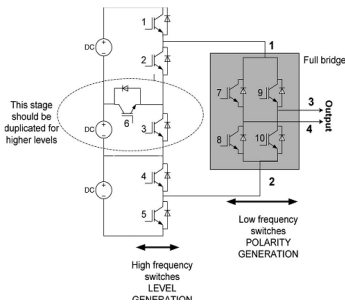 1
1
DC
2
Full bridge
7
9
This stage
should be
duplicated for
higher levels
6
3
DC
3
4
Output
8
10
4
DC
2
5
Low frequency
switches
POLARITY
GENERATION
High frequency
switches
LEVEL
GENERATION